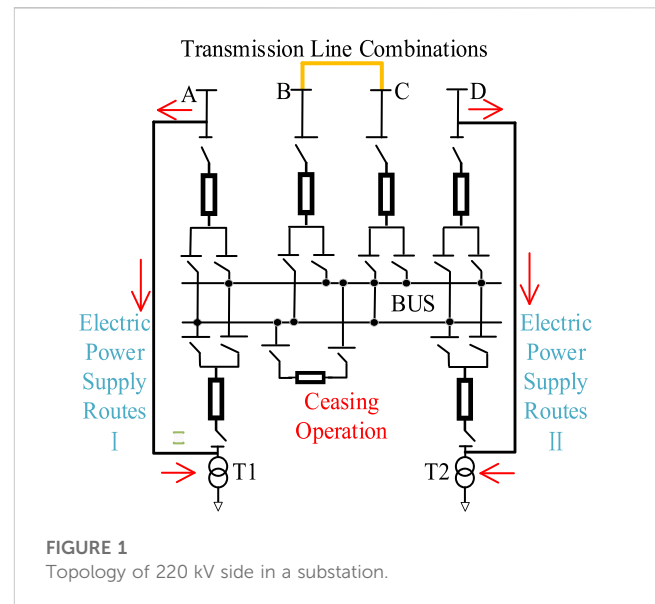 Transmission Line Combinations
A
B
C
D
BUS
Electric
Power
Supply
Routes
I
Ceasing
Operation
Electric
Power
Supply
Routes
II
T1
T2
FIGURE 1
Topology of 220 kV side in a substation.